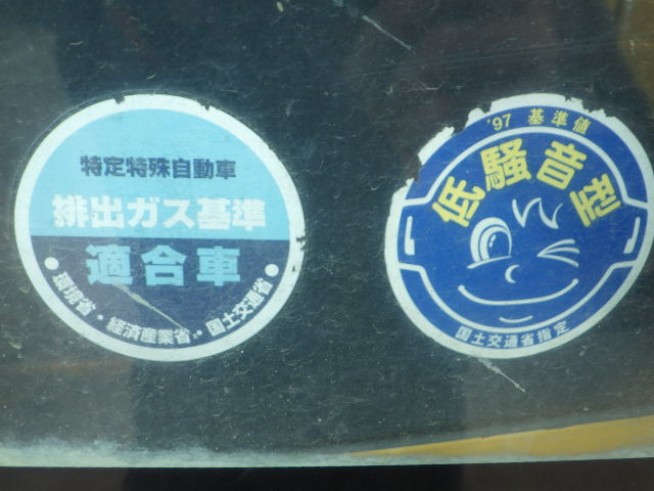 特定特殊自動車
排出ガス基準
適合車
●環境省・経済産業省・国土交通省●
'97 基準値
低騒音型
国土交通省指定